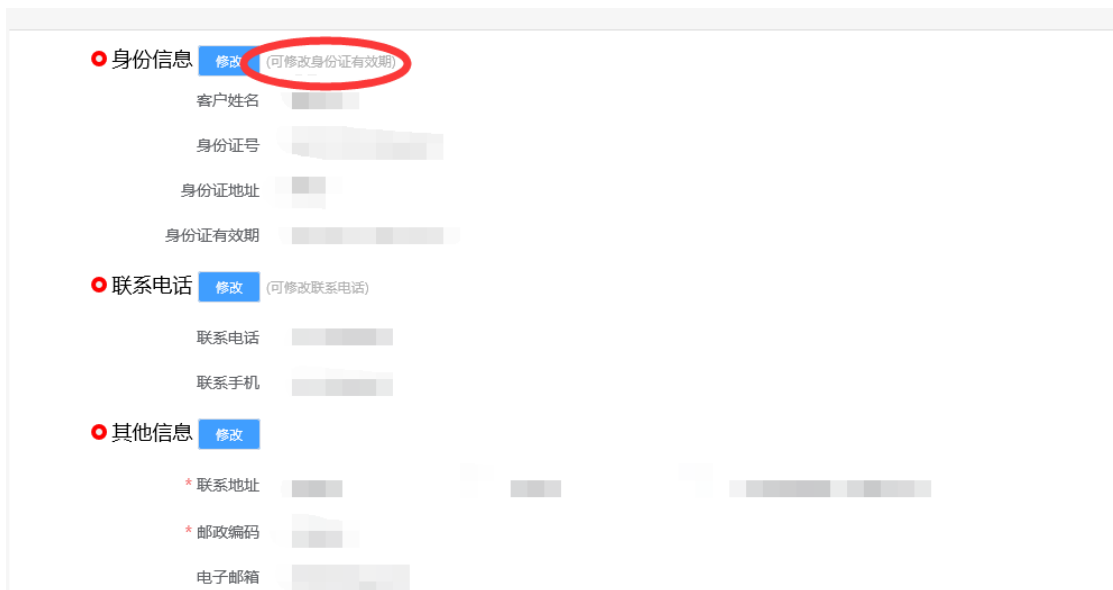 身份信息 修改 (可修改身份证有效期)
客户姓名
身份证号
身份证地址
身份证有效期
联系电话 修改 (可修改联系电话)
联系电话
联系手机
其他信息 修改
* 联系地址
* 邮政编码
电子邮箱